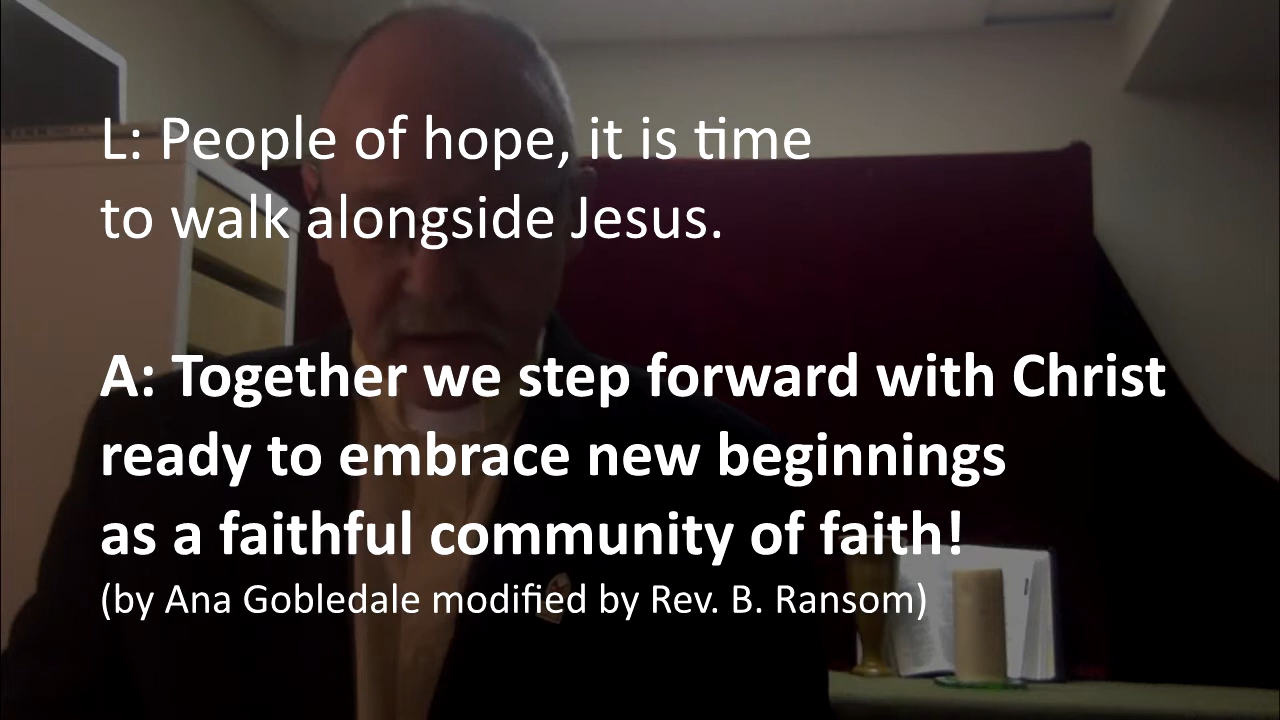 L: People of hope, it is time
to walk alongside Jesus.
A: Together we step forward with Christ
ready to embrace new beginnings
as a faithful community of faith!
(by Ana Gobledale modified by Rev. B. Ransom)